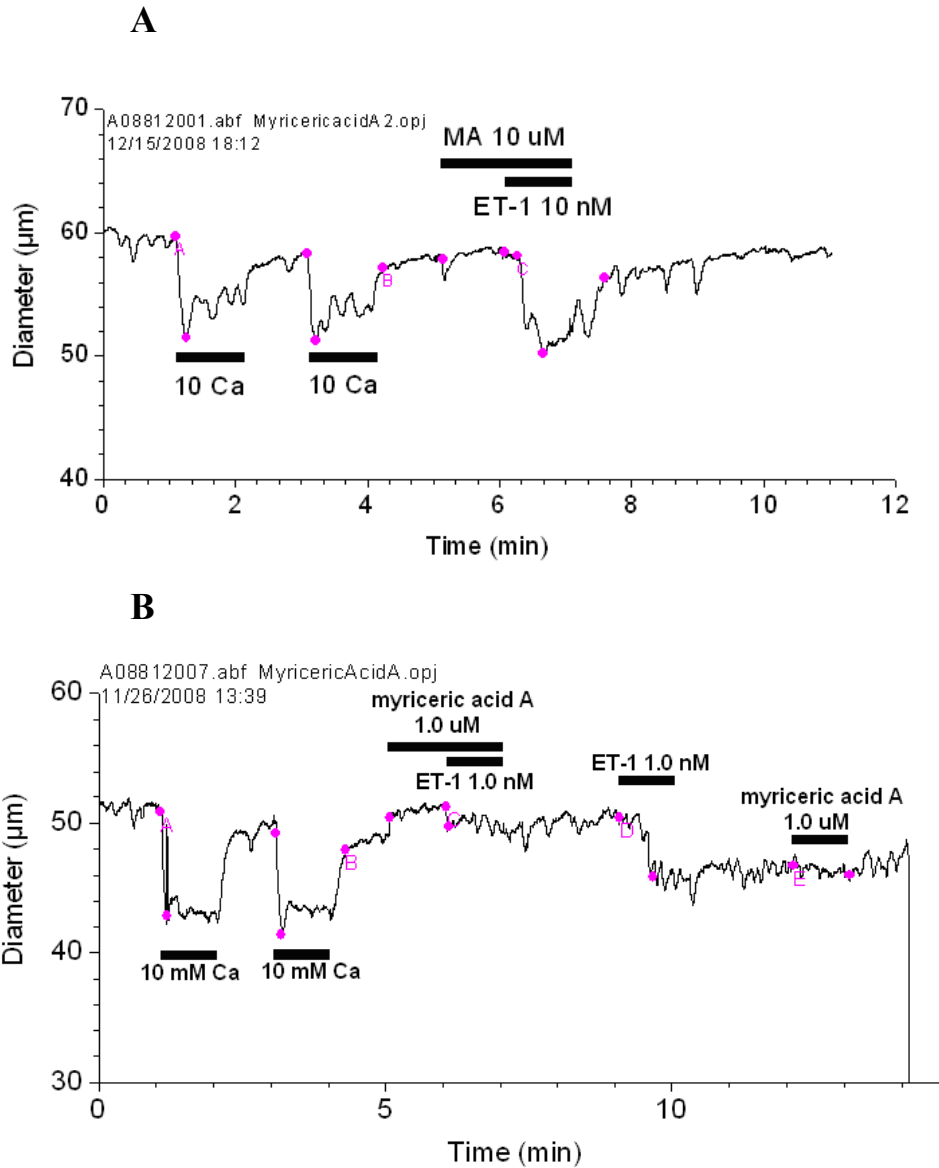 A
70
A08812001.abf MyricericacidA2.opj
12/15/2008 18:12
MA 10 uM
ET-1 10 nM
60
A
B
C
Diameter (µm)
50
10 Ca
10 Ca
40
0 2 4 6 8 10 12
Time (min)
B
A08812007.abf MyricericAcidA.opj
11/26/2008 13:39
60
myriceric acid A
1.0 uM
ET-1 1.0 nM
ET-1 1.0 nM
myriceric acid A
1.0 uM
50
A
B
C
D
E
Diameter (µm)
40
10 mM Ca
10 mM Ca
30
0 5 10
Time (min)